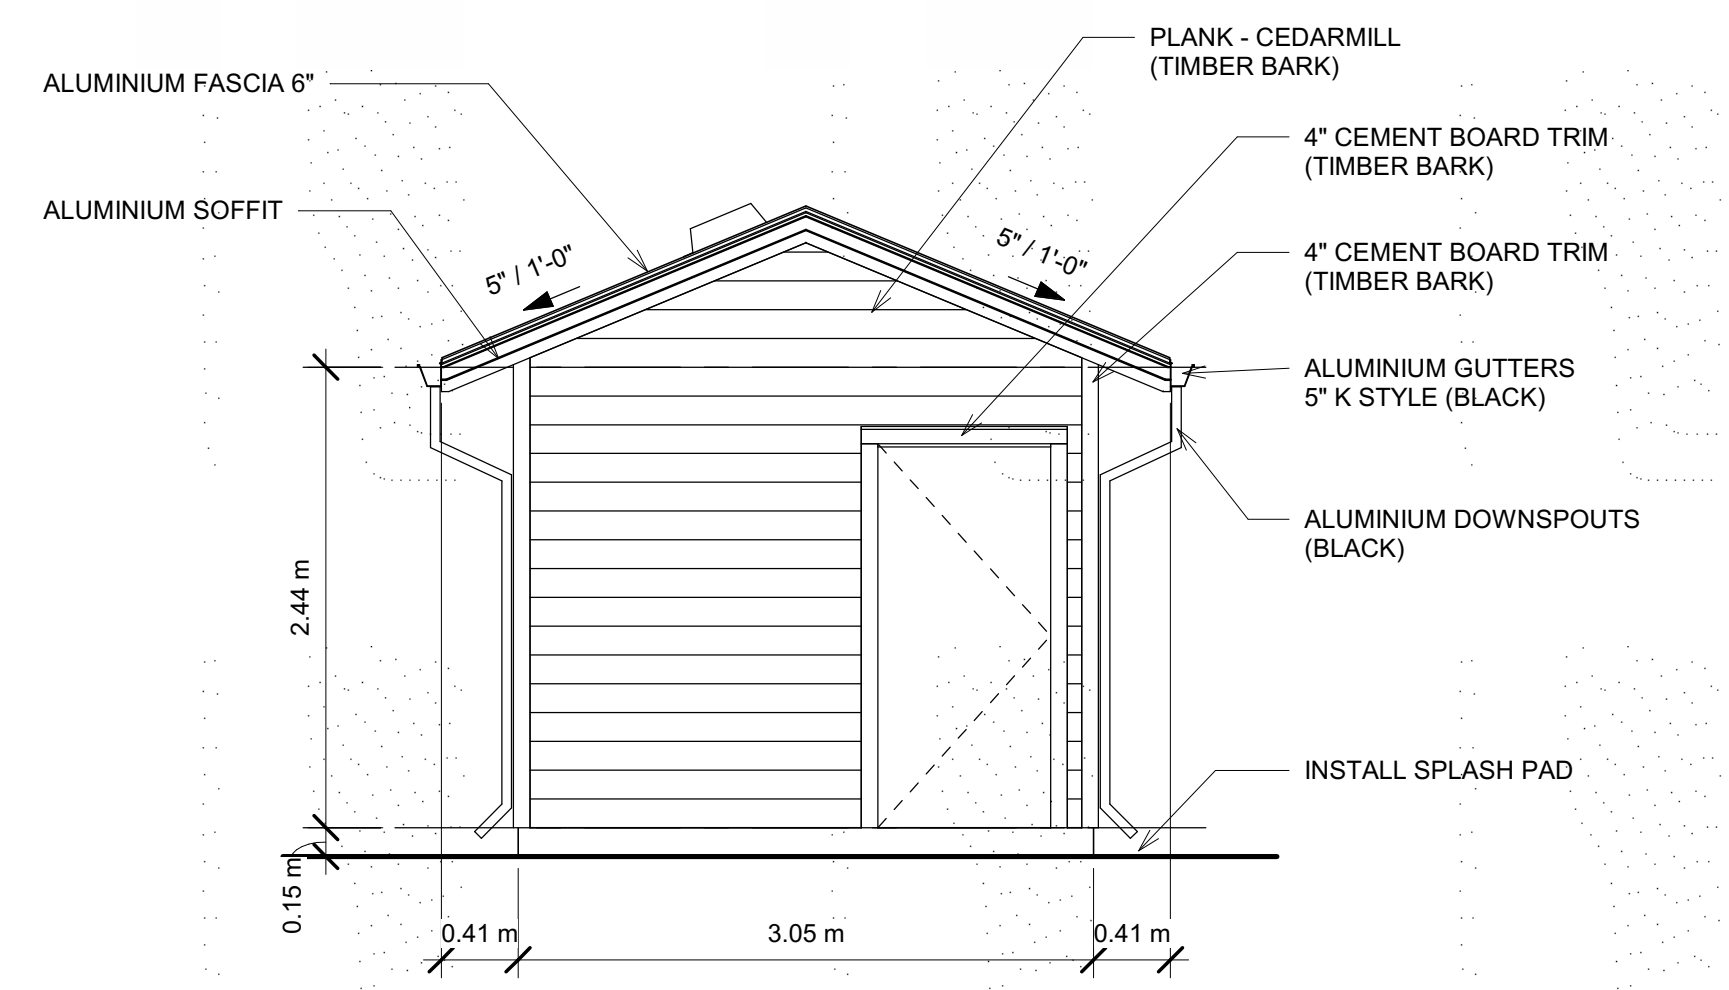 PLANK - CEDARMILL
(TIMBER BARK)
ALUMINIUM FASCIA 6"
4" CEMENT BOARD TRIM
(TIMBER BARK)
ALUMINIUM SOFFIT
5" / 1'-0"
5" / 1'-0"
4" CEMENT BOARD TRIM
(TIMBER BARK)
ALUMINIUM GUTTERS
5" K STYLE (BLACK)
ALUMINIUM DOWNSPOUTS
(BLACK)
2.44 m
INSTALL SPLASH PAD
0.15 m
0.41 m
3.05 m
0.41 m